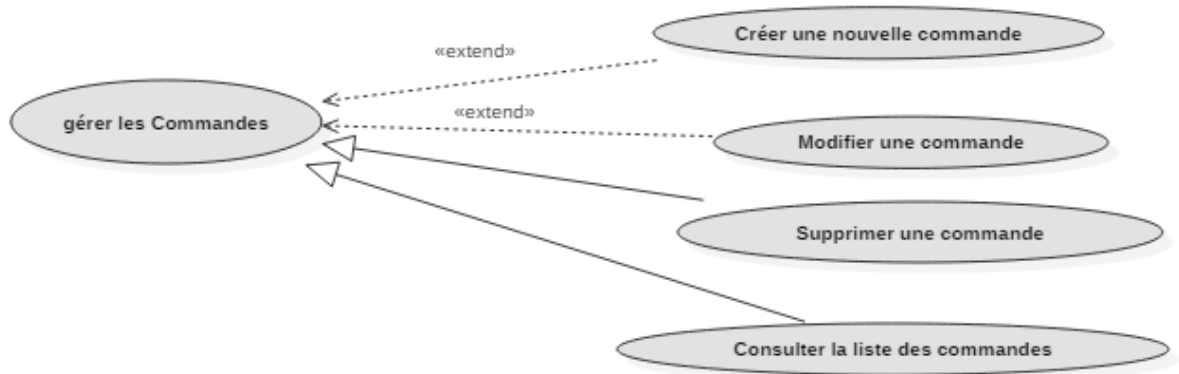 Créer une nouvelle commande
«extend»
gérer les Commandes
«extend»
Modifier une commande
Supprimer une commande
Consulter la liste des commandes